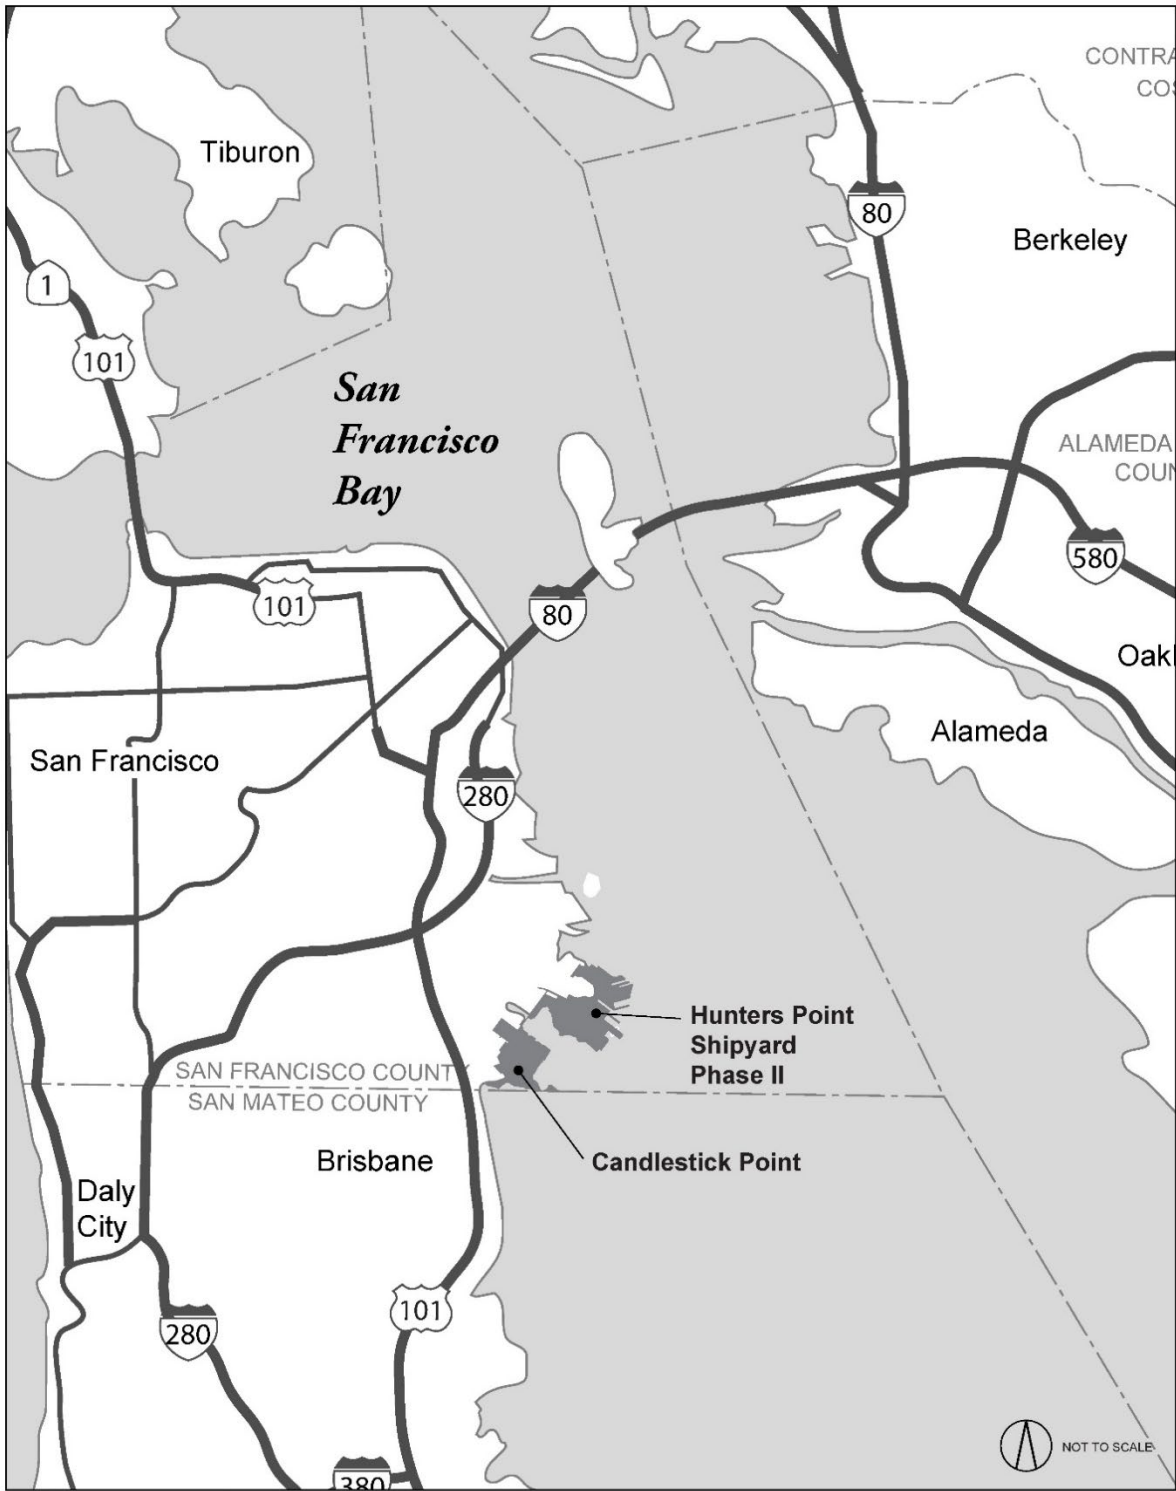 CONTRA
COS
Tiburon
80
Berkeley
1
101
San
Francisco
Bay
ALAMEDA
COUN
580
101
80
Oakl
San Francisco
Alameda
280
Hunters Point
Shipyard
Phase II
SAN FRANCISCO COUNTY
SAN MATEO COUNTY
Brisbane
Candlestick Point
Daly
City
101
280
NOT TO SCALE
380